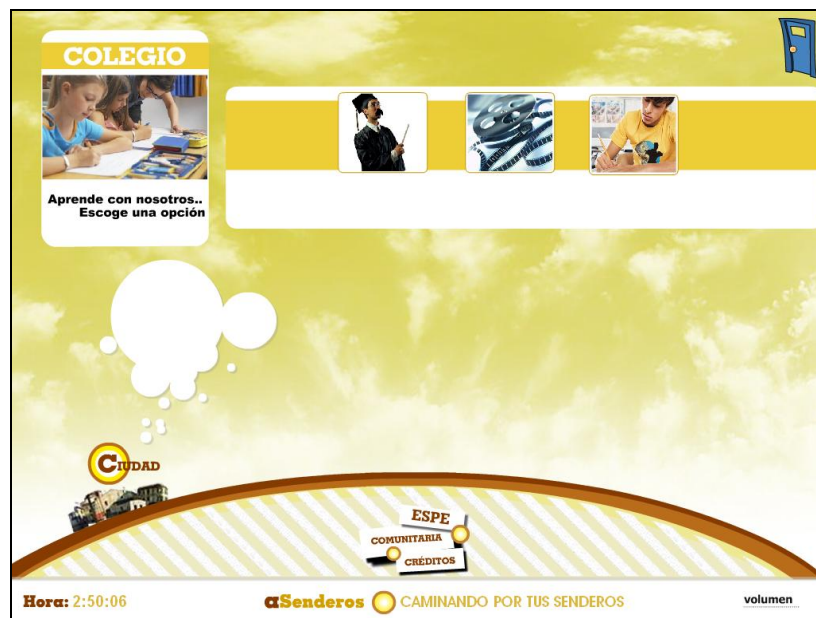 COLEGIO
Aprende con nosotros..
Escoge una opción
CIUDAD
ESPE
COMUNITARIA
CRÉDITOS
Hora: 2:50:06
aSenderos CAMINANDO POR TUS SENDEROS
volumen